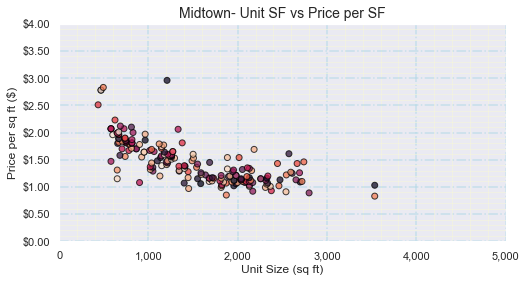 Midtown- Unit SF vs Price per SF
$4.00
$3.50
$3.00
$2.50
$2.00
$1.50
$1.00
$0.50
$0.00
Price per sq ft ($)
0 1,000 2,000 3,000 4,000 5,000
Unit Size (sq ft)